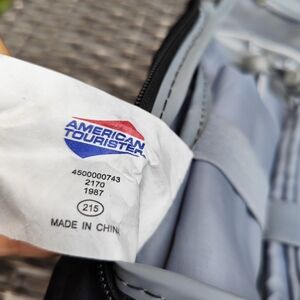 AMERICAN
TOURISTER
4500000743
2170
1987
215
MADE IN CHINA